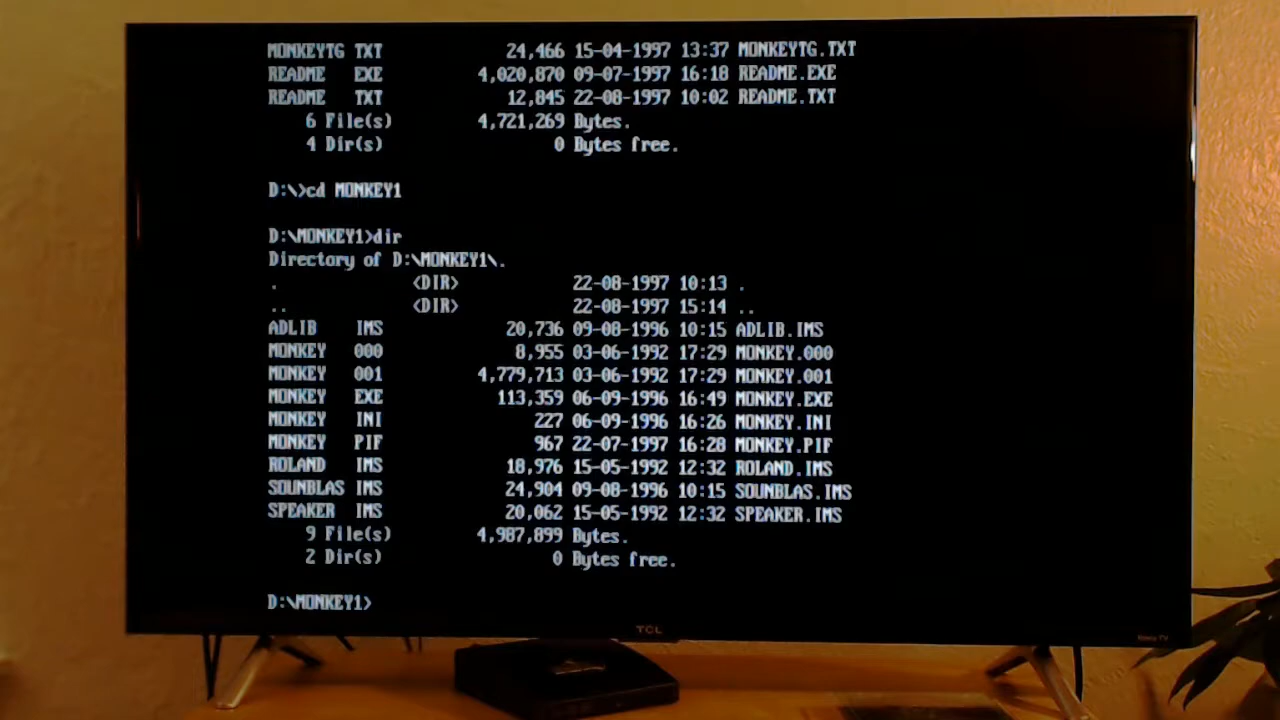 MONKEYTG TXT 24,466 15-04-1997 13:37 MONKEYTG.TXT
README EXE 4,020,870 09-07-1997 16:18 README.EXE
README TXT 12,845 22-08-1997 10:02 README.TXT
6 File(s) 4,721,269 Bytes.
4 Dir(s) 0 Bytes free.
D:\>cd MONKEY1
D:\MONKEY1>dir
Directory of D:\MONKEY1\.
. <DIR> 22-08-1997 10:13 .
.. <DIR> 22-08-1997 15:14 ..
ADLIB IMS 20,736 09-08-1996 10:15 ADLIB.IMS
MONKEY 000 8,955 03-06-1992 17:29 MONKEY.000
MONKEY 001 4,779,713 03-06-1992 17:29 MONKEY.001
MONKEY EXE 113,359 06-09-1996 16:49 MONKEY.EXE
MONKEY INI 227 06-09-1996 16:26 MONKEY.INI
MONKEY PIF 967 22-07-1997 16:28 MONKEY.PIF
ROLAND IMS 18,976 15-05-1992 12:32 ROLAND.IMS
SOUNBLAS IMS 24,904 09-08-1996 10:15 SOUNBLAS.IMS
SPEAKER IMS 20,062 15-05-1992 12:32 SPEAKER.IMS
9 File(s) 4,987,899 Bytes.
2 Dir(s) 0 Bytes free.
D:\MONKEY1>
TCL
Roku TV